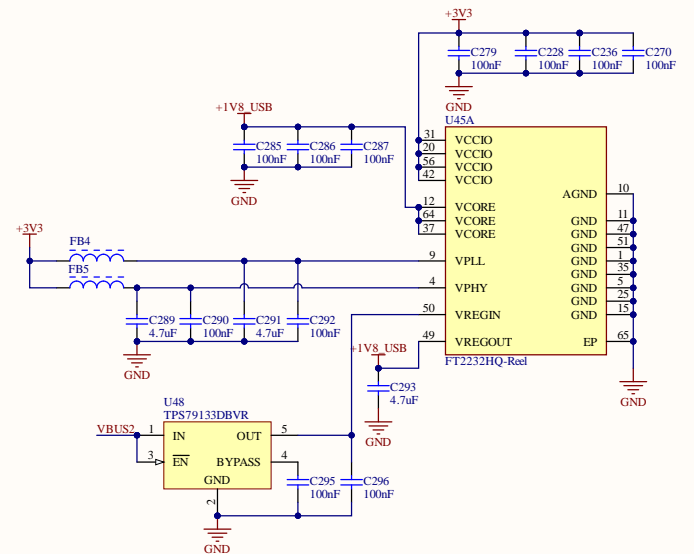 +3V3
C279
100nF
C228
100nF
C236
100nF
C270
100nF
GND
+1V8_USB
C285
100nF
C286
100nF
C287
100nF
GND
U45A
31 VCCIO
20 VCCIO
56 VCCIO
42 VCCIO
AGND 10
12 VCORE
64 VCORE
37 VCORE
GND 11
GND 47
GND 51
GND 1
GND 35
GND 5
GND 25
GND 15
9 VPLL
4 VPHY
50 VREGIN
49 VREGOUT
EP 65
FT2232HQ-Reel
GND
+3V3
FB4
FB5
C289
4.7uF
C290
100nF
C291
4.7uF
C292
100nF
GND
+1V8_USB
C293
4.7uF
GND
U48
TPS79133DBVR
VBUS2
1 IN
OUT 5
3 EN
BYPASS 4
GND
2
C295
100nF
C296
100nF
GND